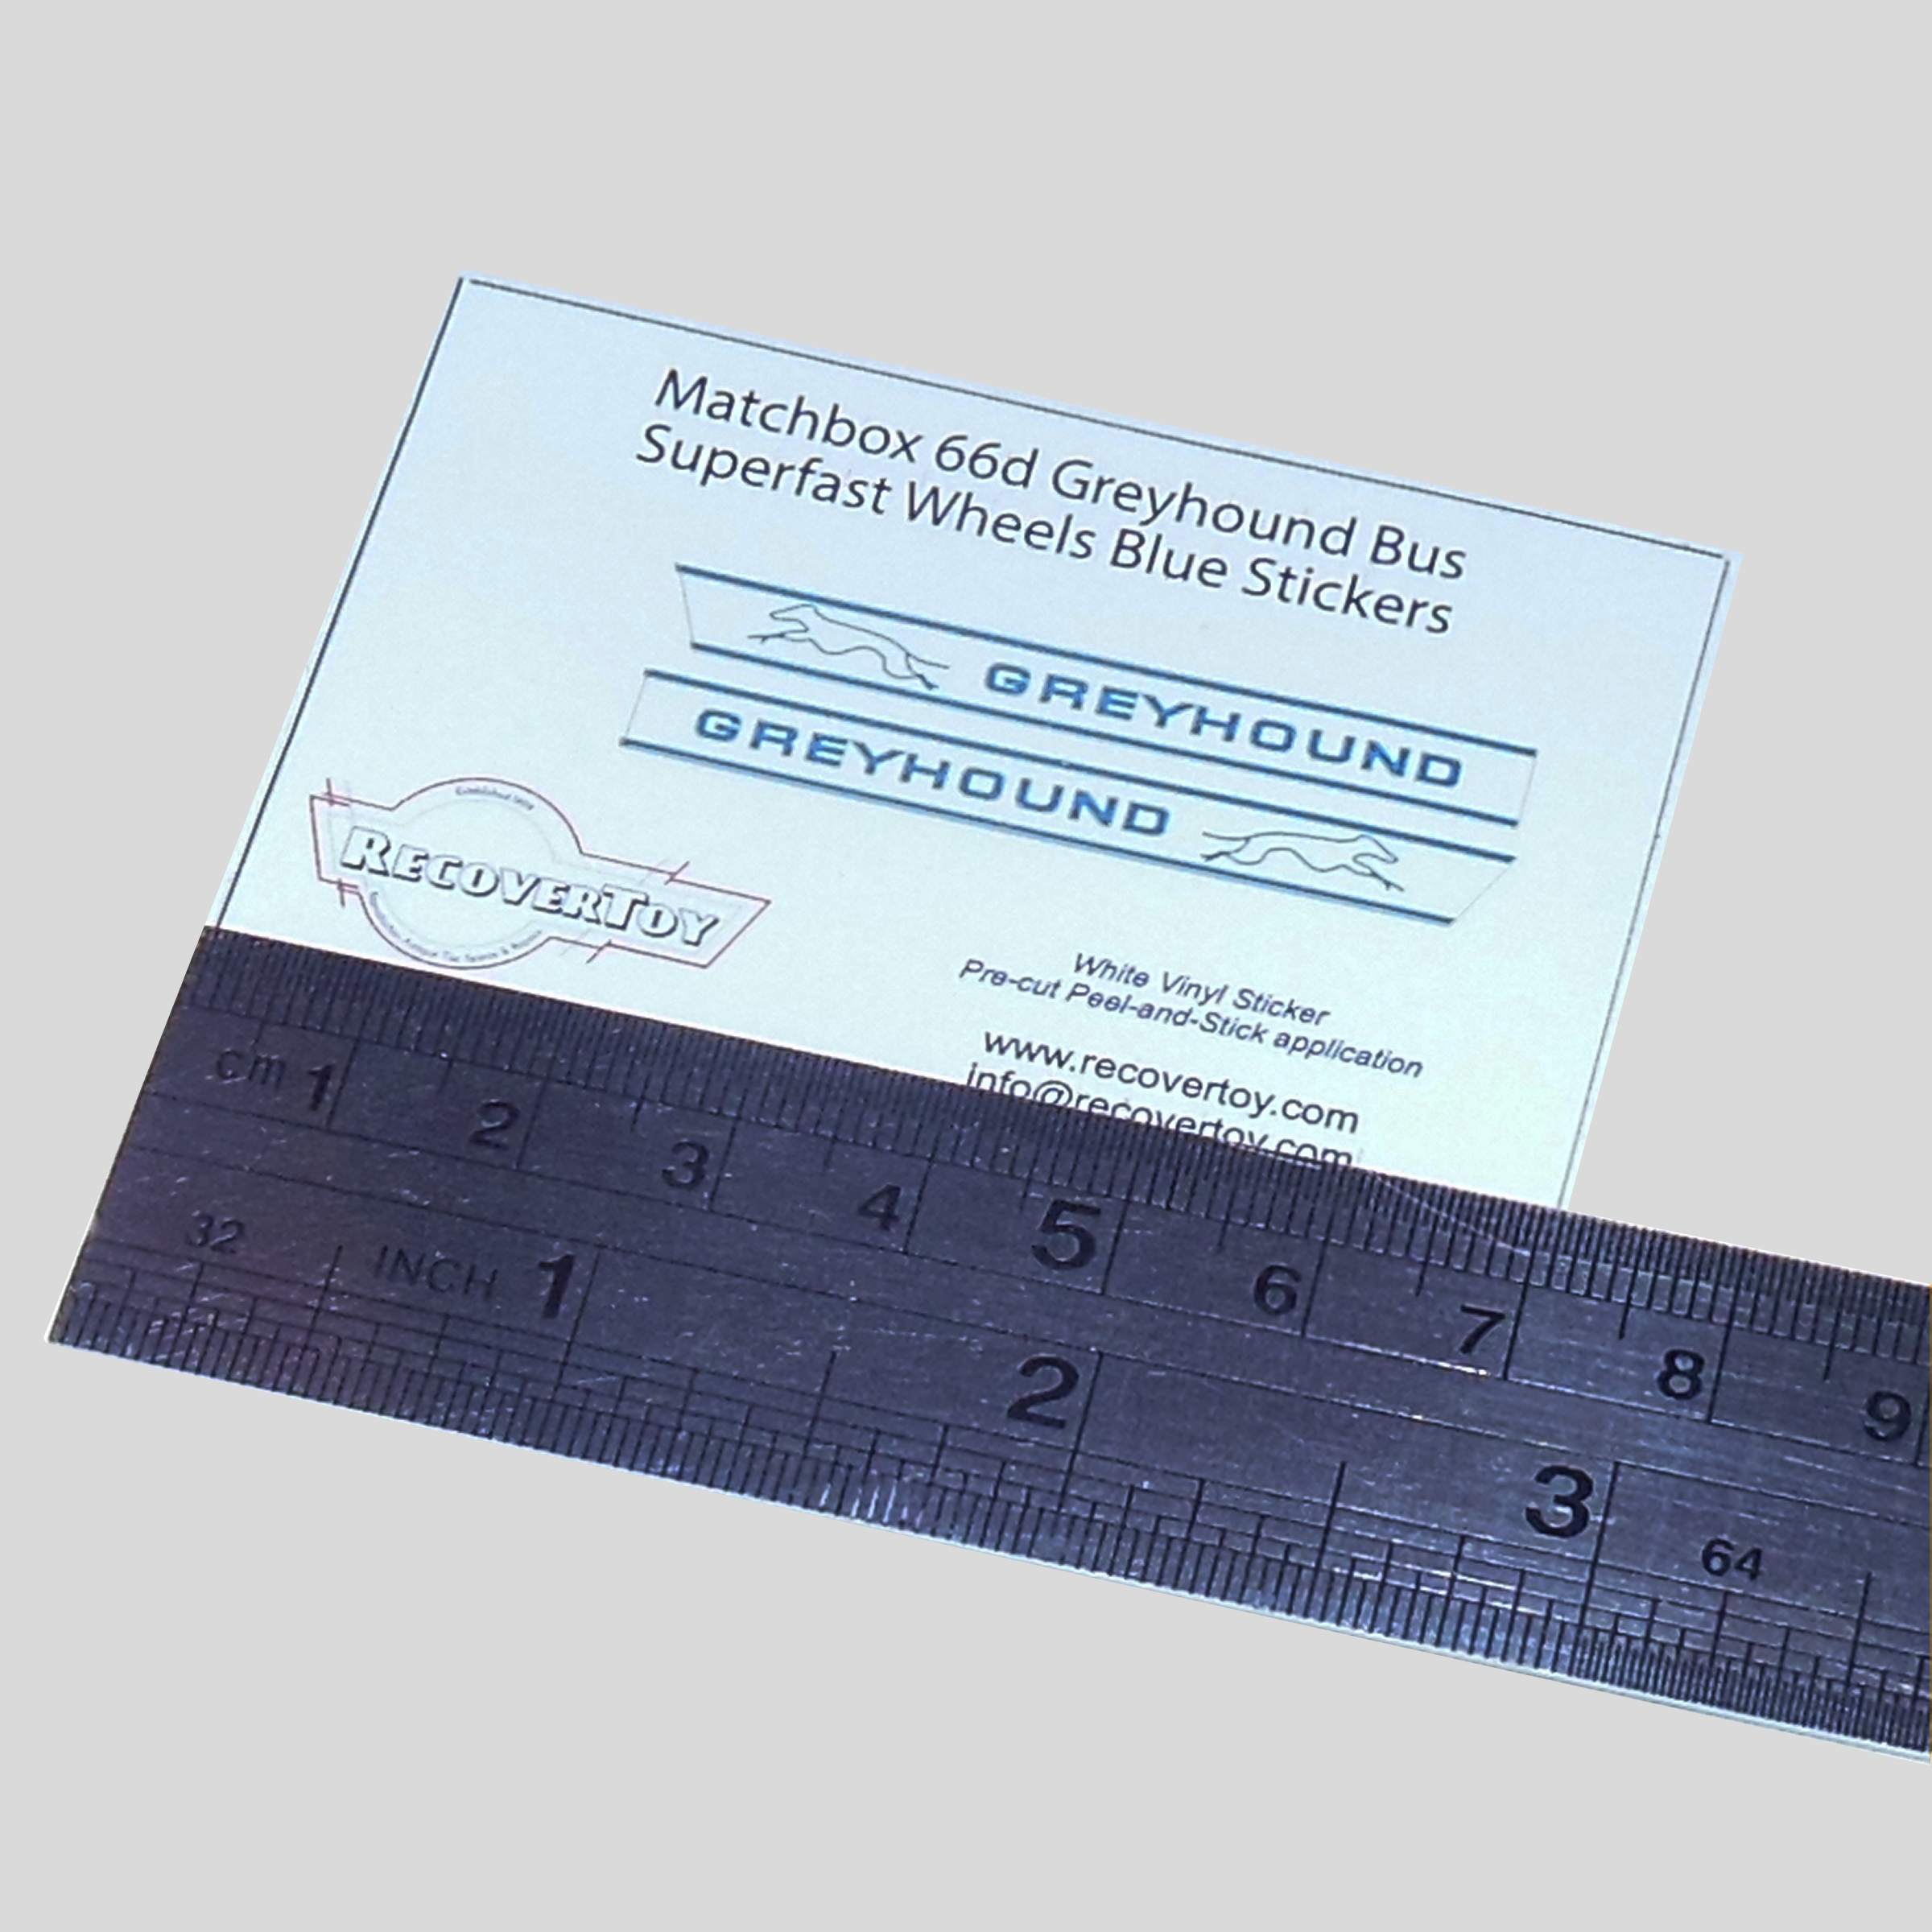 Matchbox 66d Greyhound Bus
Superfast Wheels Blue Stickers
GREYHOUND
GREYHOUND
RECOVERTOY
White Vinyl Sticker
Pre-cut Peel-and-Stick application
www.recovertoy.com
info@recovertoy.com
cm 1 2 3 4 5 6 7 8 9
32 INCH 1 2 3 64